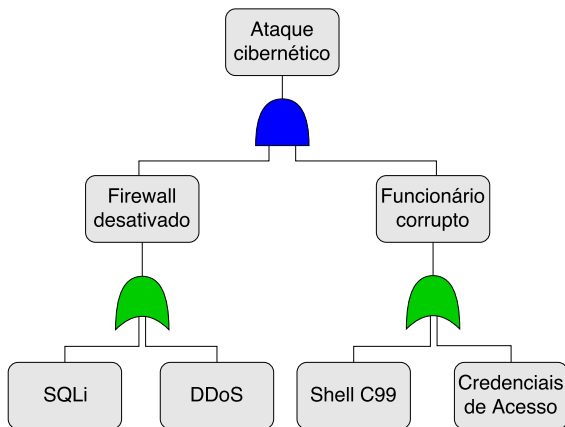 Ataque
cibernético
Firewall
desativado
Funcionário
corrupto
SQLi
DDoS
Shell C99
Credenciais
de Acesso